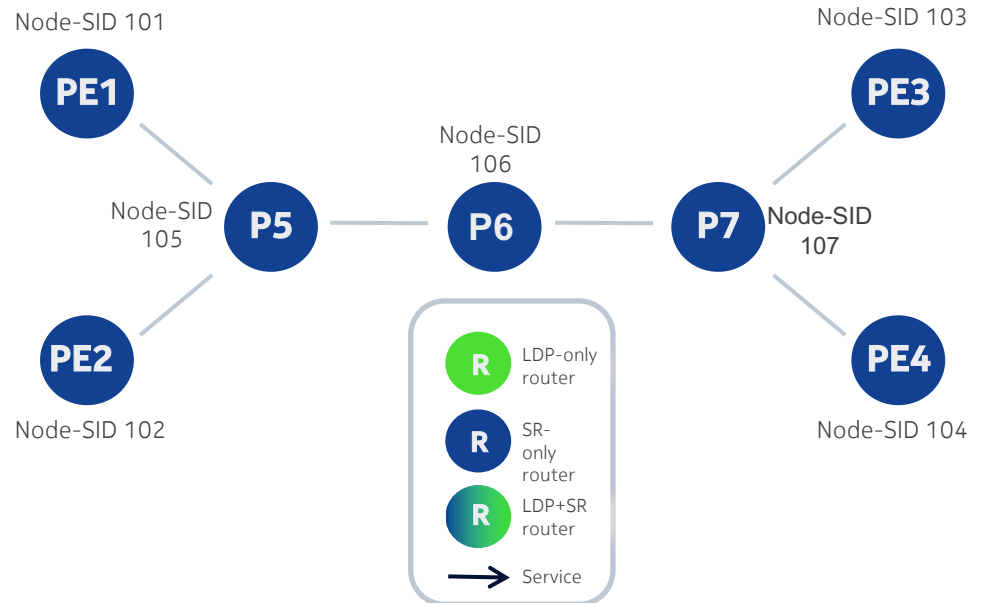 Node-SID 101
Node-SID 103
PE1
PE3
Node-SID
106
Node-SID
105
P5
P6
P7
Node-SID
107
PE2
PE4
Node-SID 102
Node-SID 104
R
LDP-only
router
R
SR-
only
router
R
LDP+SR
router
Service